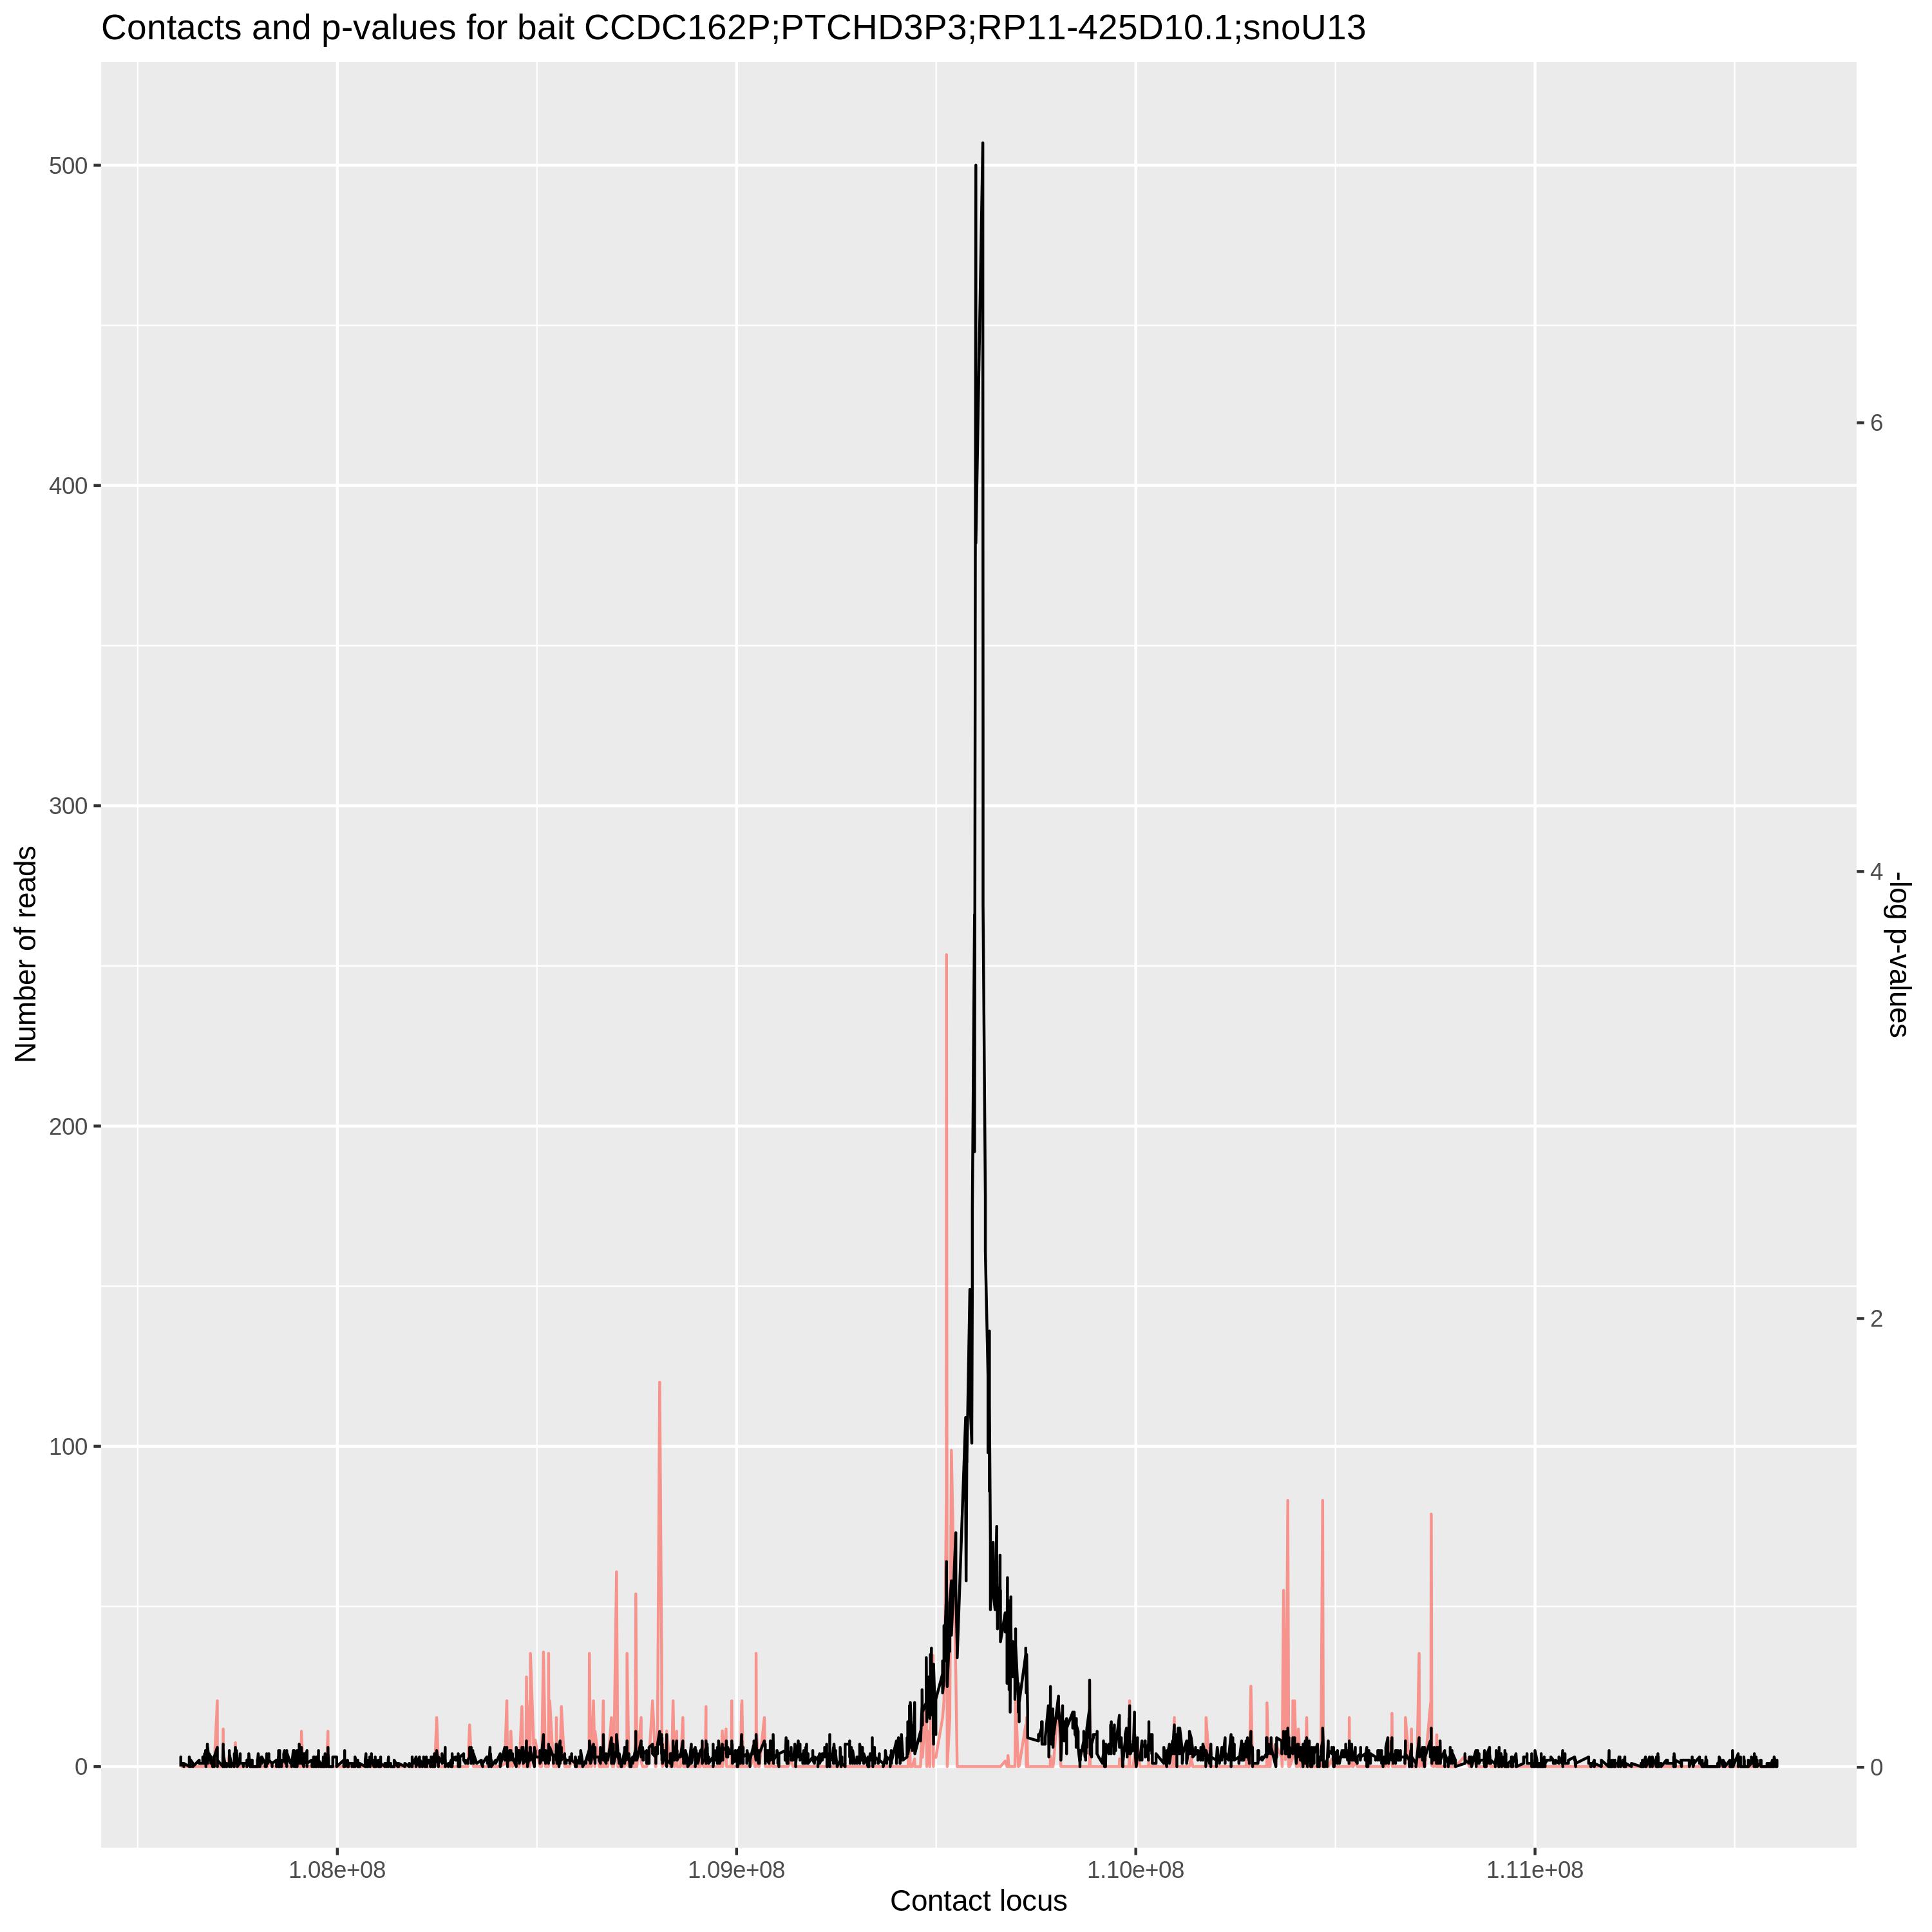 Contacts and p-values for bait CCDC162P;PTCHD3P3;RP11-425D10.1;snoU13
500
400
300
200
100
0
Number of reads
6
4
2
0
-log p-values
1.08e+08 1.09e+08 1.10e+08 1.11e+08
Contact locus